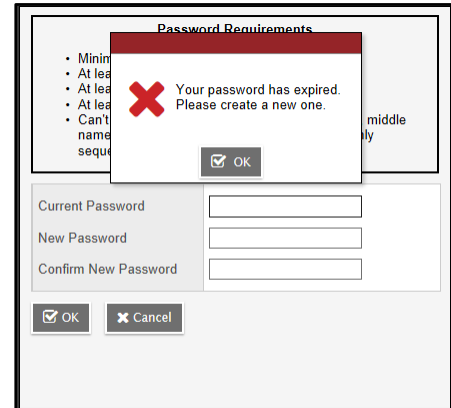 Password Requirements
• Minim
• At lea
• At lea
• At lea
• Can't middle
name
seque
Your password has expired.
Please create a new one.
OK
Current Password
New Password
Confirm New Password
OK
Cancel